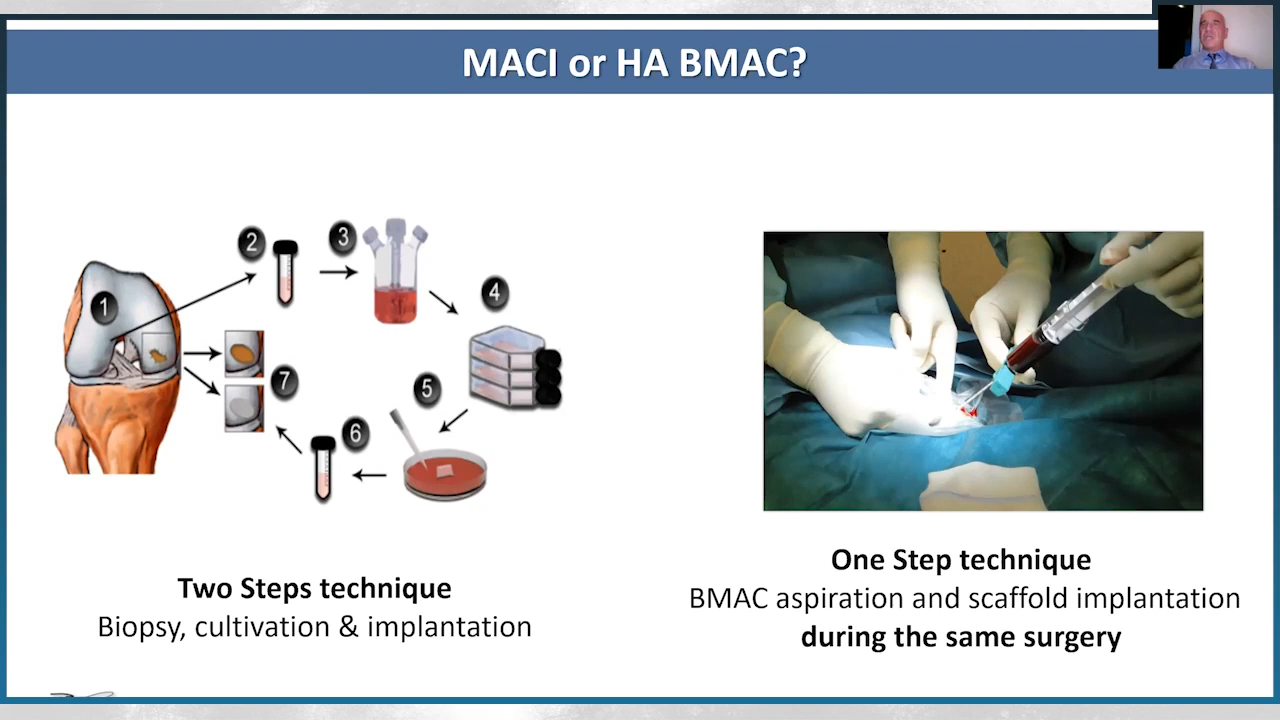 MACI or HA BMAC?
1
2
3
4
5
6
7
Two Steps technique
Biopsy, cultivation & implantation
One Step technique
BMAC aspiration and scaffold implantation
during the same surgery